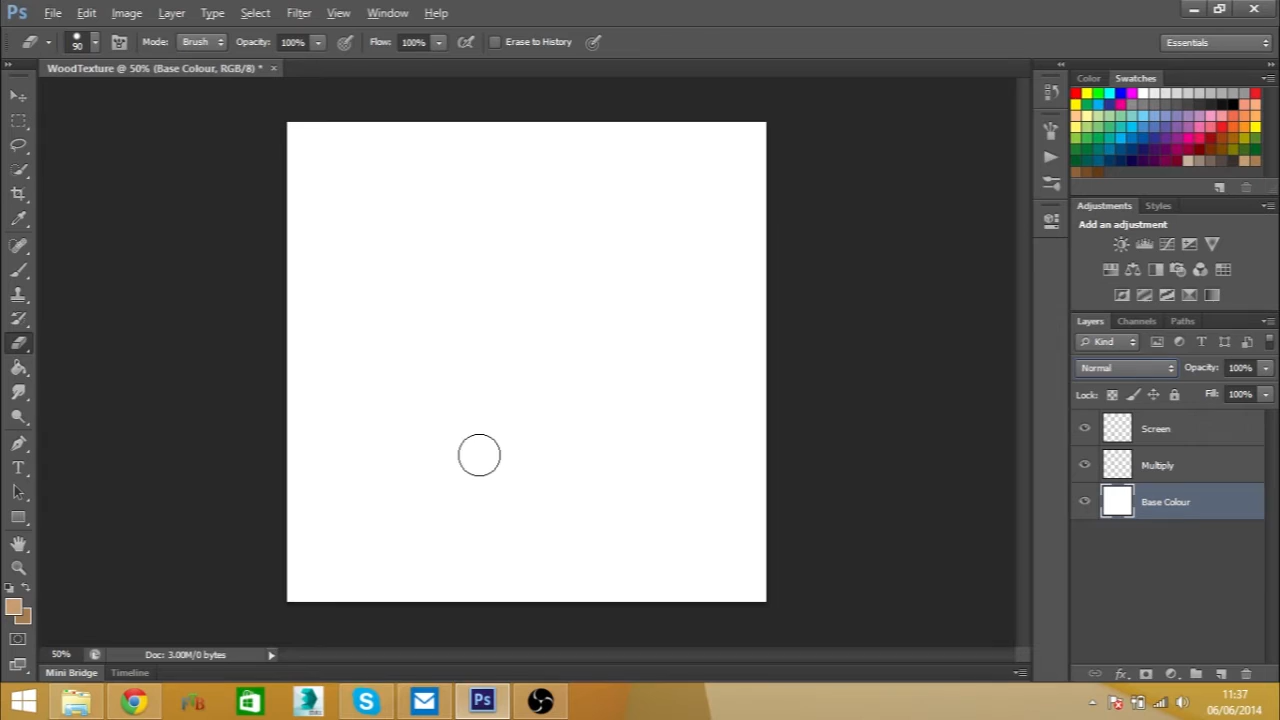 Ps File Edit Image Layer Type Select Filter View Window Help
90 Mode: Brush Opacity: 100% Flow: 100% Erase to History Essentials
WoodTexture @ 50% (Base Colour, RGB/8) * ×
Color Swatches
Adjustments Styles
Add an adjustment
Layers Channels Paths
Kind
Normal Opacity: 100%
Lock: Fill: 100%
Screen
Multiply
Base Colour
50% Doc: 3.00M/0 bytes
Mini Bridge Timeline
11:37
06/06/2014